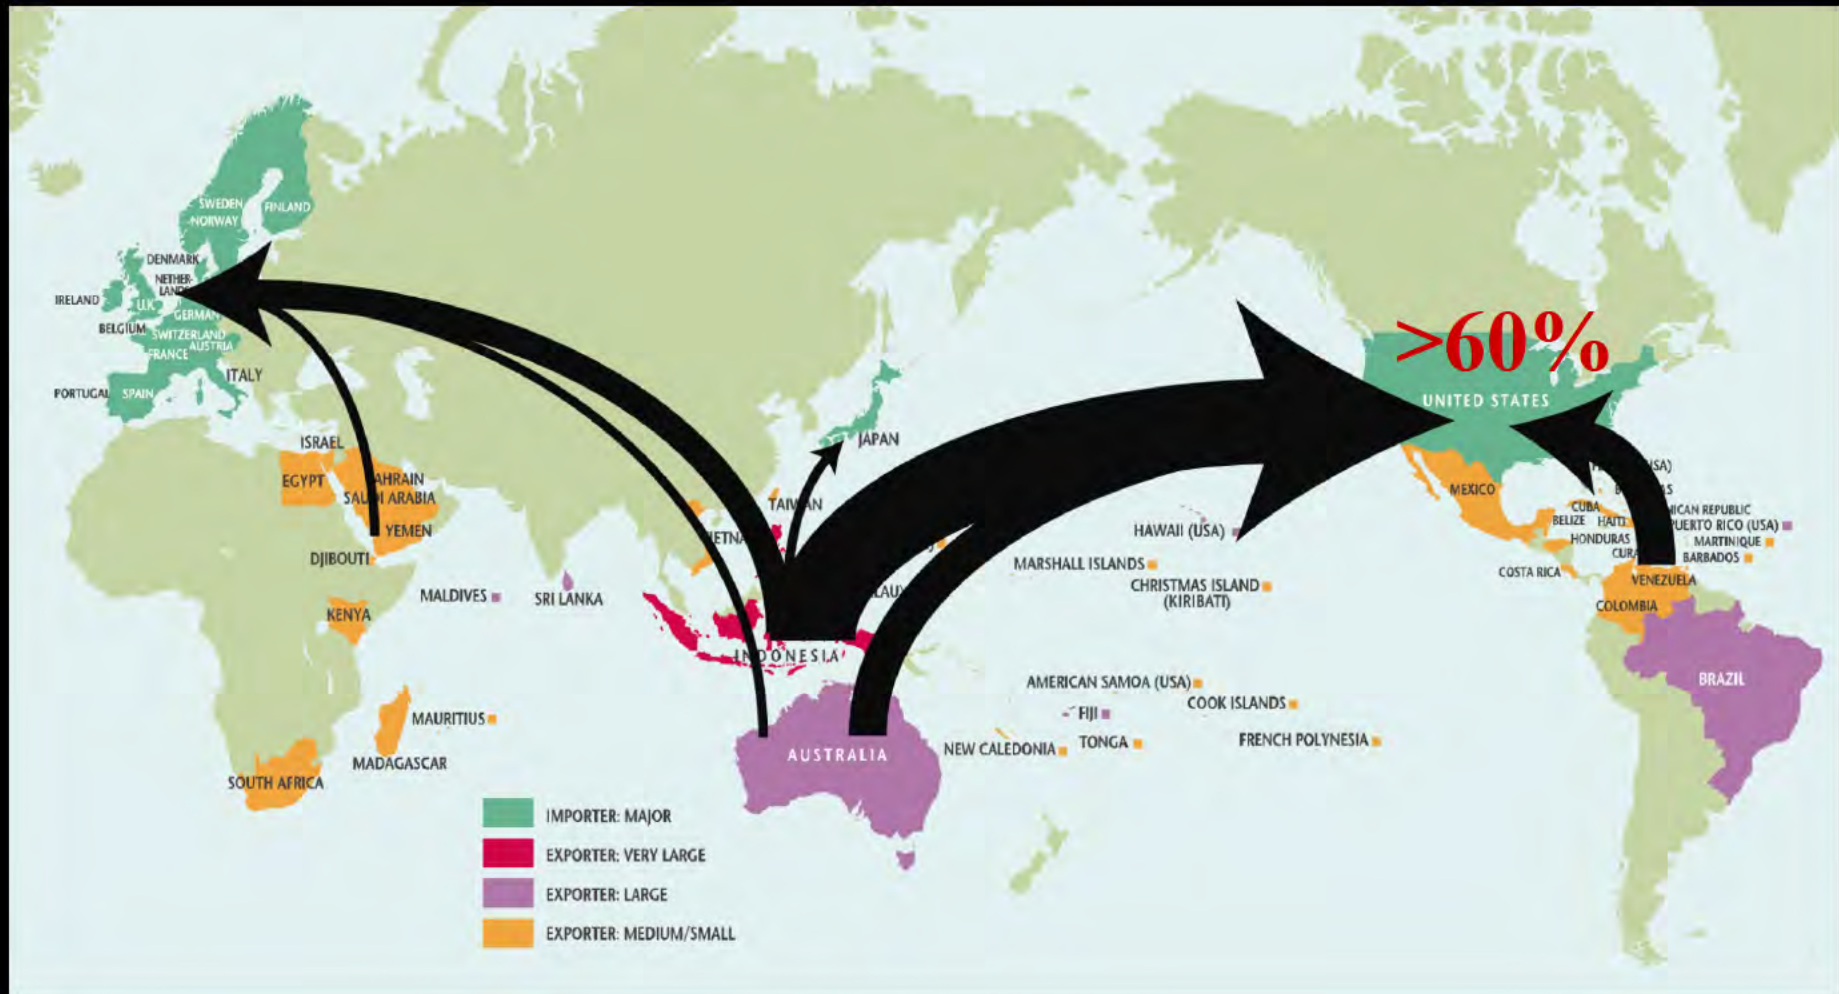 SWEDEN
FINLAND
NORWAY
DENMARK
NETHER-
IRELAND
U.K.
BELGIUM
SWITZERLAND
AUSTRIA
FRANCE
ITALY
PORTUGAL
SPAIN
>60%
UNITED STATES
JAPAN
ISRAEL
EGYPT
SAUDI ARABIA
YEMEN
DJIBOUTI
MEXICO
CUBA
BELIZE
HAITI
PUERTO RICO (USA)
HONDURAS
MARTINIQUE
BARBADOS
COSTA RICA
VENEZUELA
COLOMBIA
BRAZIL
TAIWAN
HAWAII (USA)
MARSHALL ISLANDS
CHRISTMAS ISLAND
(KIRIBATI)
MALDIVES
SRI LANKA
KENYA
INDONESIA
AMERICAN SAMOA (USA)
COOK ISLANDS
FIJI
NEW CALEDONIA
TONGA
FRENCH POLYNESIA
MAURITIUS
MADAGASCAR
SOUTH AFRICA
AUSTRALIA
IMPORTER: MAJOR
EXPORTER: VERY LARGE
EXPORTER: LARGE
EXPORTER: MEDIUM/SMALL